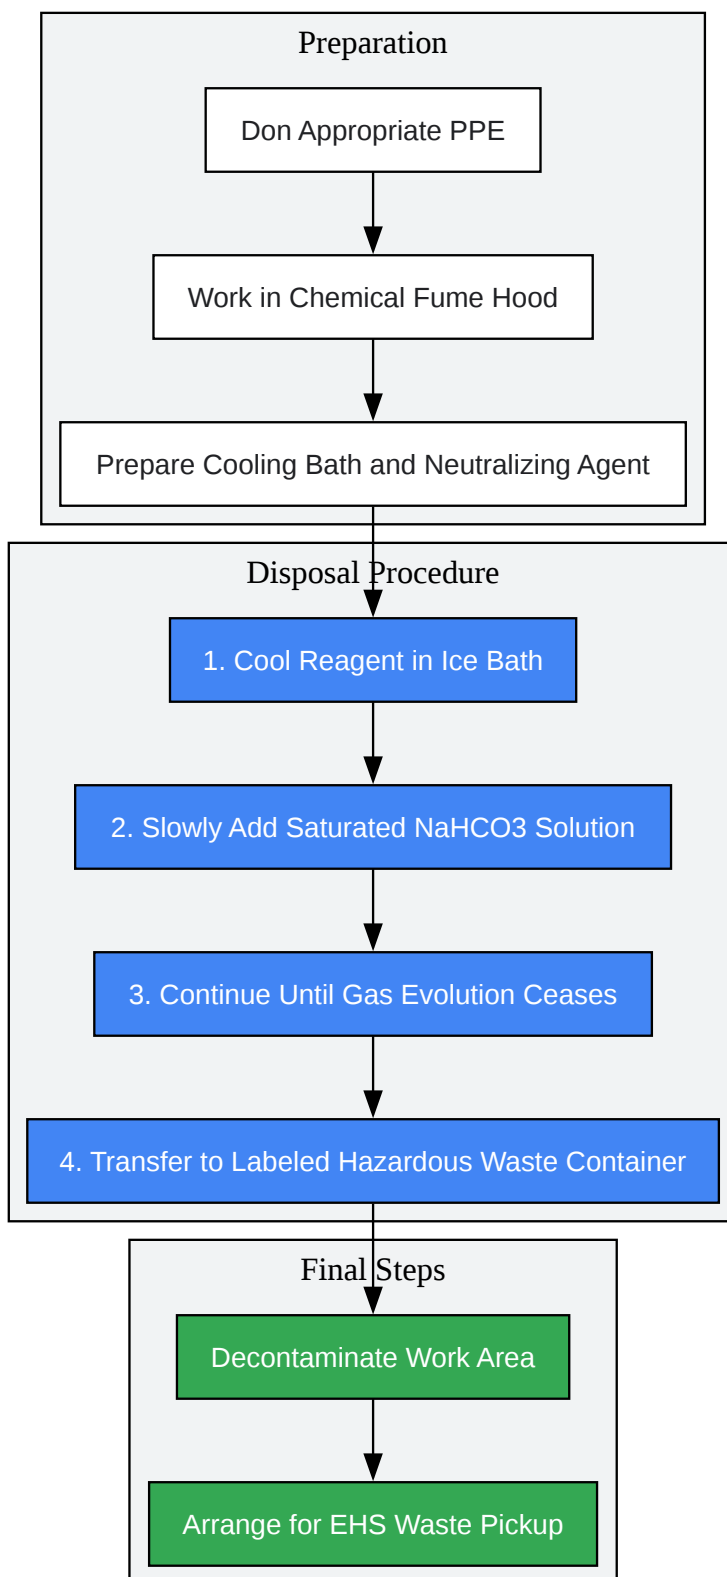 Preparation
Don Appropriate PPE
Work in Chemical Fume Hood
Prepare Cooling Bath and Neutralizing Agent
Disposal Procedure
1. Cool Reagent in Ice Bath
2. Slowly Add Saturated NaHCO3 Solution
3. Continue Until Gas Evolution Ceases
4. Transfer to Labeled Hazardous Waste Container
Final Steps
Decontaminate Work Area
Arrange for EHS Waste Pickup